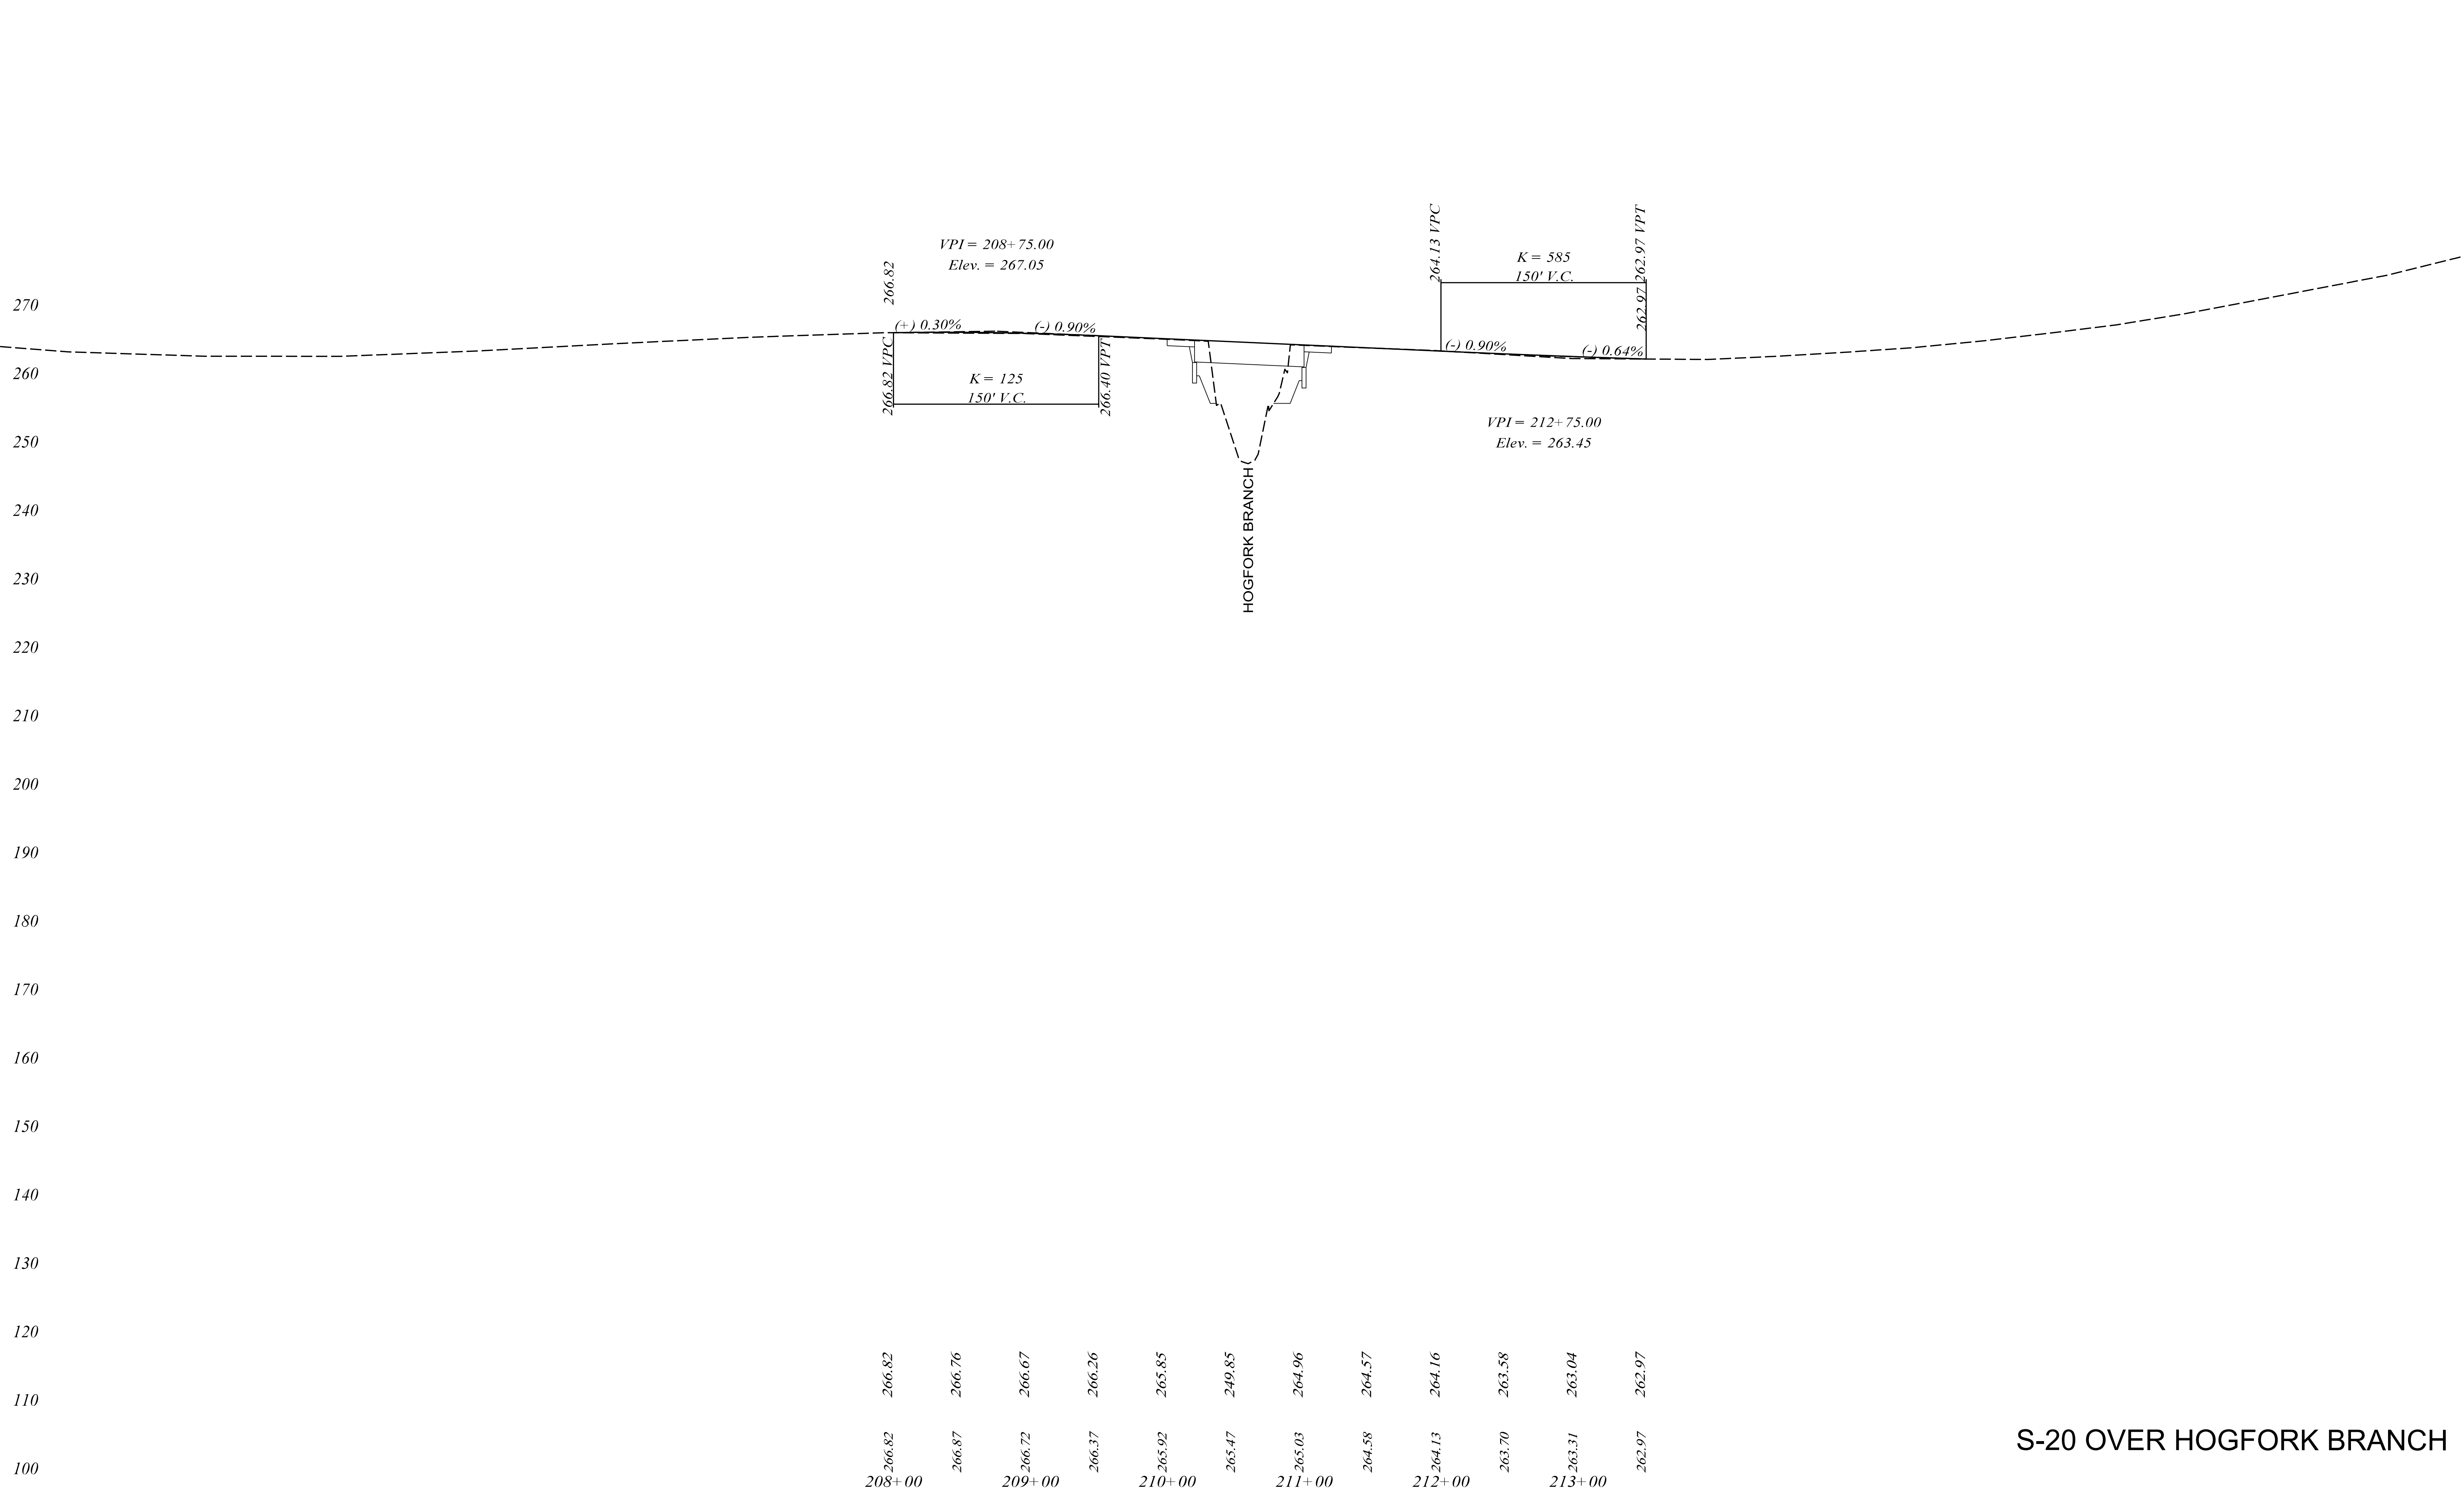 264.13 VPC
262.97 VPT
VPI = 208+75.00
Elev. = 267.05
K = 585
150' V.C.
266.82
262.97
270
(+) 0.30%
(-) 0.90%
(-) 0.90%
(-) 0.64%
260
266.82 VPC
K = 125
150' V.C.
266.40 VPT
VPI = 212+75.00
Elev. = 263.45
250
HOGFORK BRANCH
240
230
220
210
200
190
180
170
160
150
140
130
120
110
266.82 266.76 266.67 266.26 265.85 249.85 264.96 264.57 264.16 263.58 263.04 262.97
266.82 266.87 266.72 266.37 265.92 265.47 265.03 264.58 264.13 263.70 263.31 262.97
S-20 OVER HOGFORK BRANCH
100
208+00 209+00 210+00 211+00 212+00 213+00